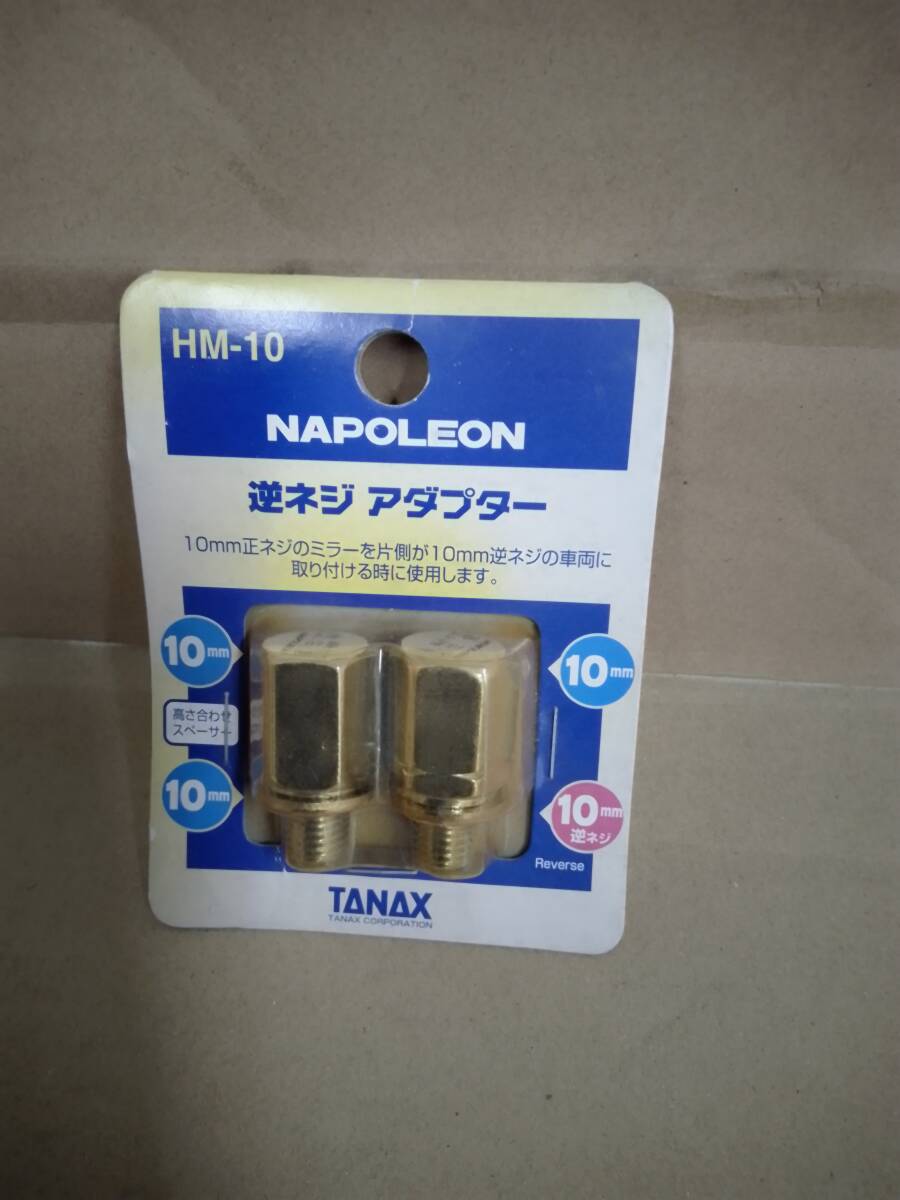 HM-10
NAPOLEON
逆ネジ アダプター
10mm正ネジのミラーを片側が10mm逆ネジの車両に
取り付ける時に使用します。
10mm
10mm
高さ合わせ
スペーサー
10mm
10mm
逆ネジ
Reverse
TANAX
TANAX CORPORATION